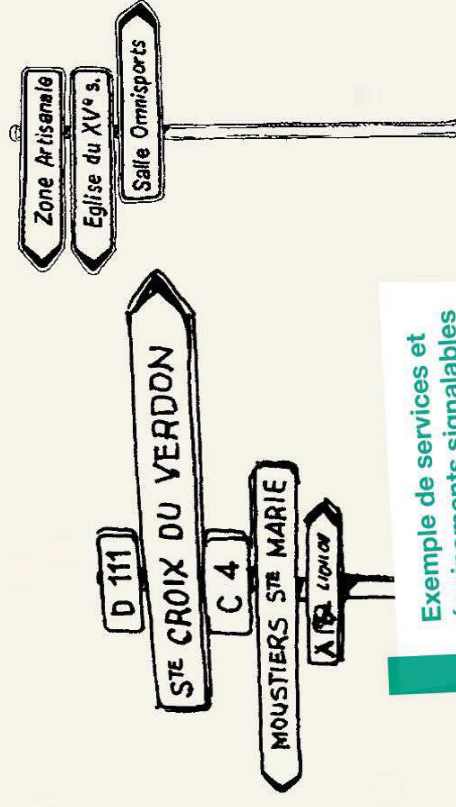 D 111
STE CROIX DU VERDON
C 4
MOUSTIERS STE MARIE
Zone Artisanale
Eglise du XVe s.
Salle Omnisports
Exemple de services et
signalables